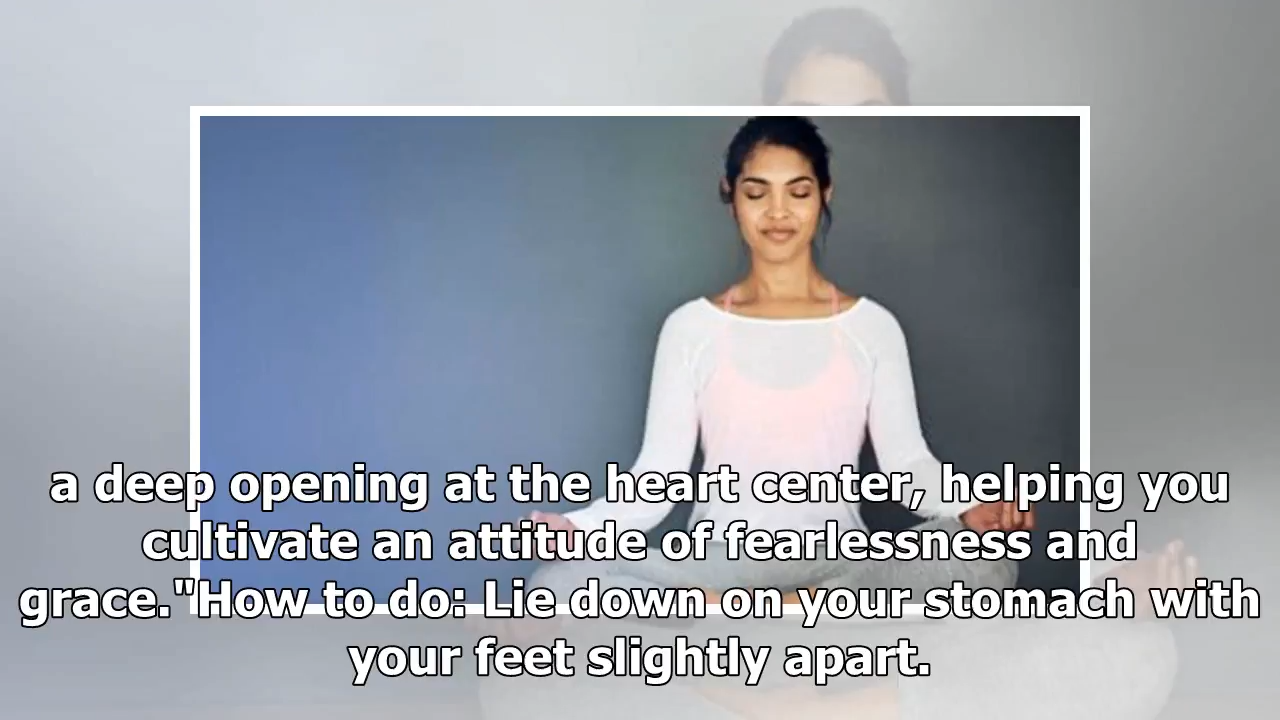 a deep opening at the heart center, helping you
cultivate an attitude of fearlessness and
grace."How to do: Lie down on your stomach with
your feet slightly apart.